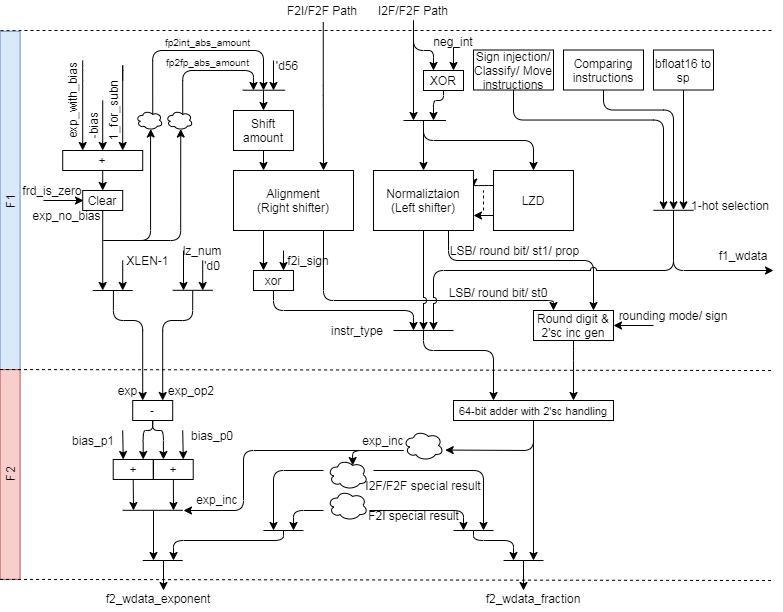 F2I/F2F Path
I2F/F2F Path
fp2int_abs_amount
fp2fp_abs_amount
'd56
neg_int
XOR
Sign injection/
Classify/ Move
instructions
Comparing
instructions
bfloat16 to
sp
exp_with_bias
-bias
1_for_subn
+
Shift
amount
F1
frd_is_zero
Clear
exp_no_bias
Alignment
(Right shifter)
Normaliztaion
(Left shifter)
LZD
1-hot selection
XLEN-1
lz_num
'd0
f2i_sign
xor
LSB/ round bit/ st1/ prop
f1_wdata
LSB/ round bit/ st0
instr_type
Round digit &
2'sc inc gen
rounding mode/ sign
F2
exp
exp_op2
-
64-bit adder with 2'sc handling
bias_p1
bias_p0
+
+
exp_inc
I2F/F2F special result
exp_inc
F2I special result
f2_wdata_exponent
f2_wdata_fraction